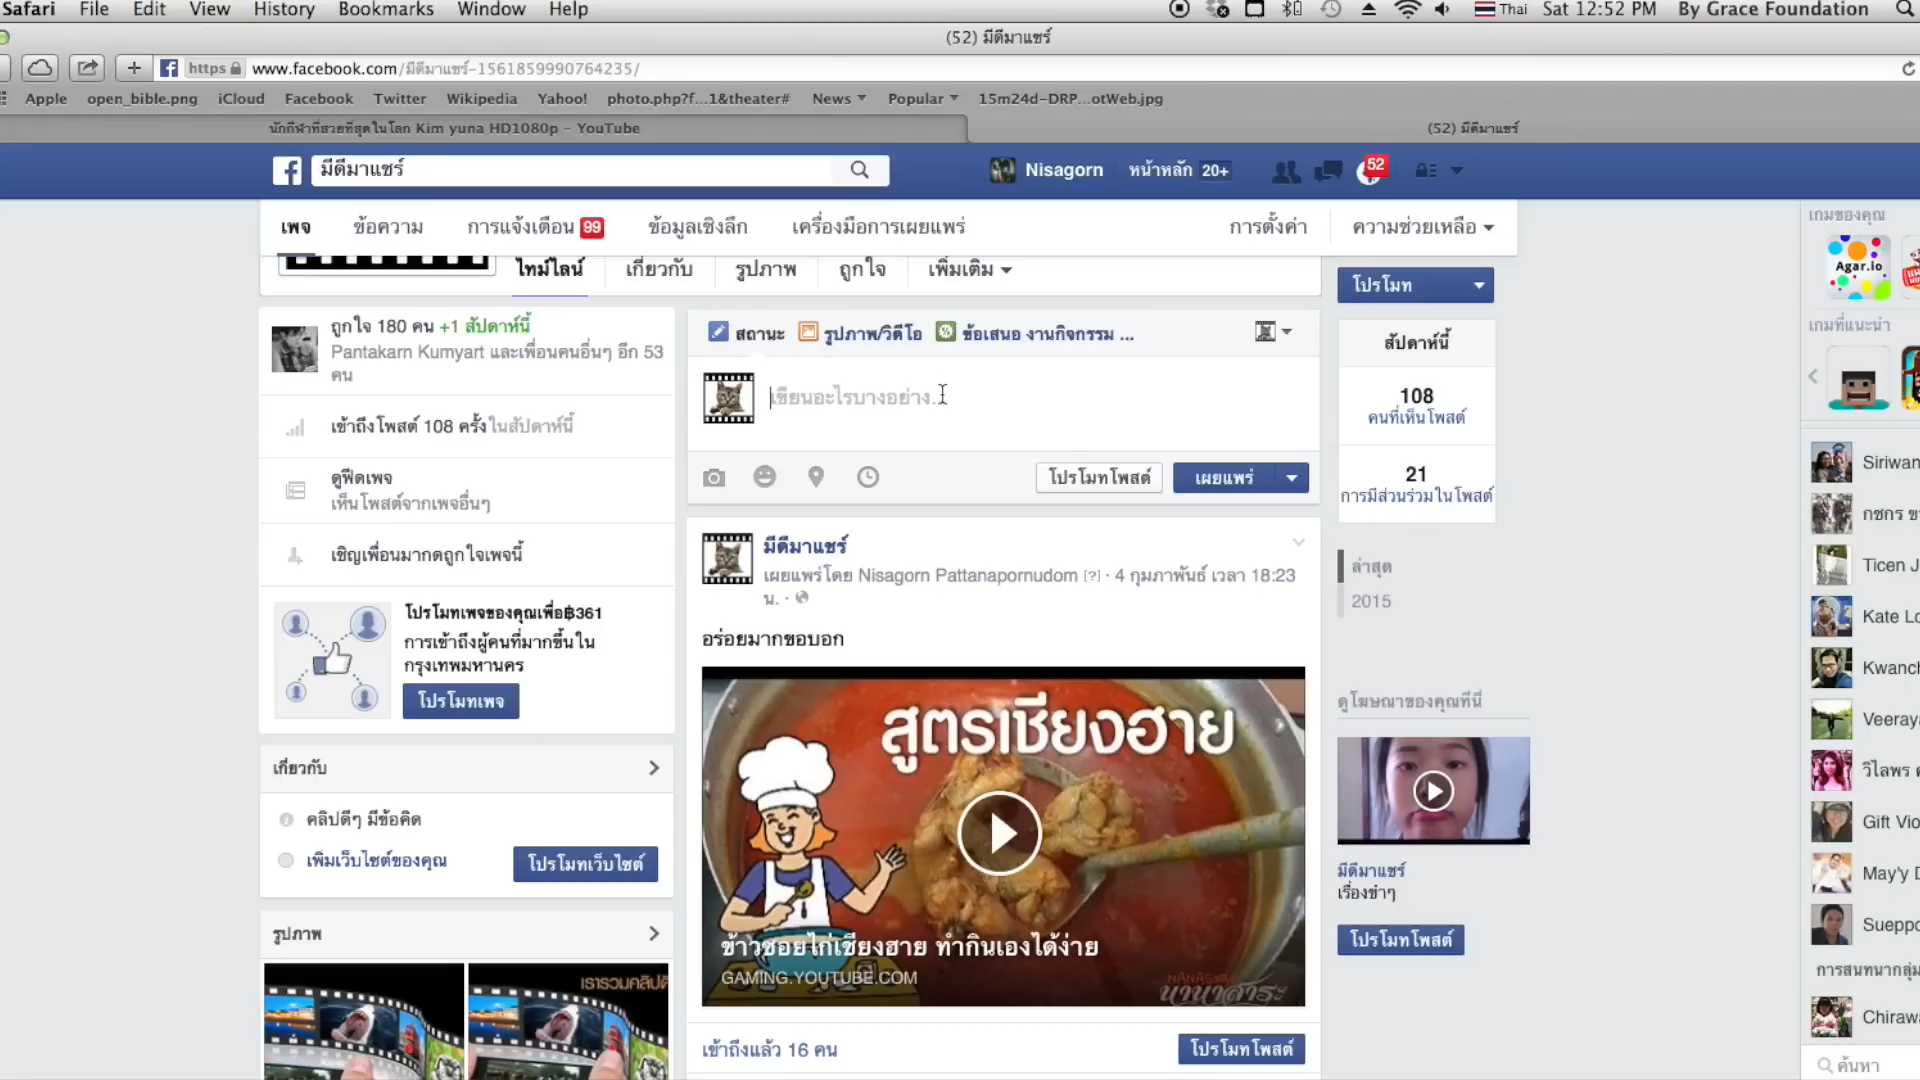 Safari File Edit View History Bookmarks Window Help Thai Sat 12:52 PM By Grace Foundation
(52) มีดีมาแชร์
https www.facebook.com/มีดีมาแชร์-1561859990764235/
Apple open_bible.png iCloud Facebook Twitter Wikipedia Yahoo! photo.php?f...1&theater# News Popular 15m24d-DRP...otWeb.jpg
นักกีฬาที่สวยที่สุดในโลก Kim yuna HD1080p – YouTube (52) มีดีมาแชร์
มีดีมาแชร์ Nisagorn หน้าหลัก 20+ 52
เพจ ข้อความ การแจ้งเตือน 99 ข้อมูลเชิงลึก เครื่องมือการเผยแพร่ การตั้งค่า ความช่วยเหลือ
ไทม์ไลน์ เกี่ยวกับ รูปภาพ ถูกใจ เพิ่มเติม
ถูกใจ 180 คน +1 สัปดาห์นี้
Pantakarn Kumyart และเพื่อนคนอื่นๆ อีก 53
คน
เข้าถึงโพสต์ 108 ครั้งในสัปดาห์นี้
ดูฟีดเพจ
เห็นโพสต์จากเพจอื่นๆ
เชิญเพื่อนมากดถูกใจเพจนี้
โปรโมทเพจของคุณเพื่อ฿361
การเข้าถึงผู้คนที่มากขึ้นใน
กรุงเทพมหานคร
โปรโมทเพจ
เกี่ยวกับ
คลิปดีๆ มีข้อคิด
เพิ่มเว็บไซต์ของคุณ โปรโมทเว็บไซต์
รูปภาพ
เรารวมคลิปดี
สถานะ รูปภาพ/วิดีโอ ข้อเสนอ งานกิจกรรม ...
เขียนอะไรบางอย่าง..
โปรโมทโพสต์ เผยแพร่
มีดีมาแชร์
เผยแพร่โดย Nisagorn Pattanapornudom [?] · 4 กุมภาพันธ์ เวลา 18:23
น. ·
อร่อยมากขอบอก
สูตรเชียงฮาย
ข้าวซอยไก่เชียงฮาย ทำกินเองได้ง่าย
GAMING.YOUTUBE.COM
นานาสาระ
เข้าถึงแล้ว 16 คน โปรโมทโพสต์
โปรโมท
สัปดาห์นี้
108
คนที่เห็นโพสต์
21
การมีส่วนร่วมในโพสต์
ล่าสุด
2015
ดูโฆษณาของคุณที่นี่
มีดีมาแชร์
เรื่องขำๆ
โปรโมทโพสต์
เกมของคุณ
Agar.io
เกมที่แนะนำ
Siriwan
กชกร
Ticen J
Kate Lo
Kwanch
Veeraya
วิไลพร
Gift Vio
May'y D
Sueppo
การสนทนากลุ่ม
Chirawa
ค้นหา